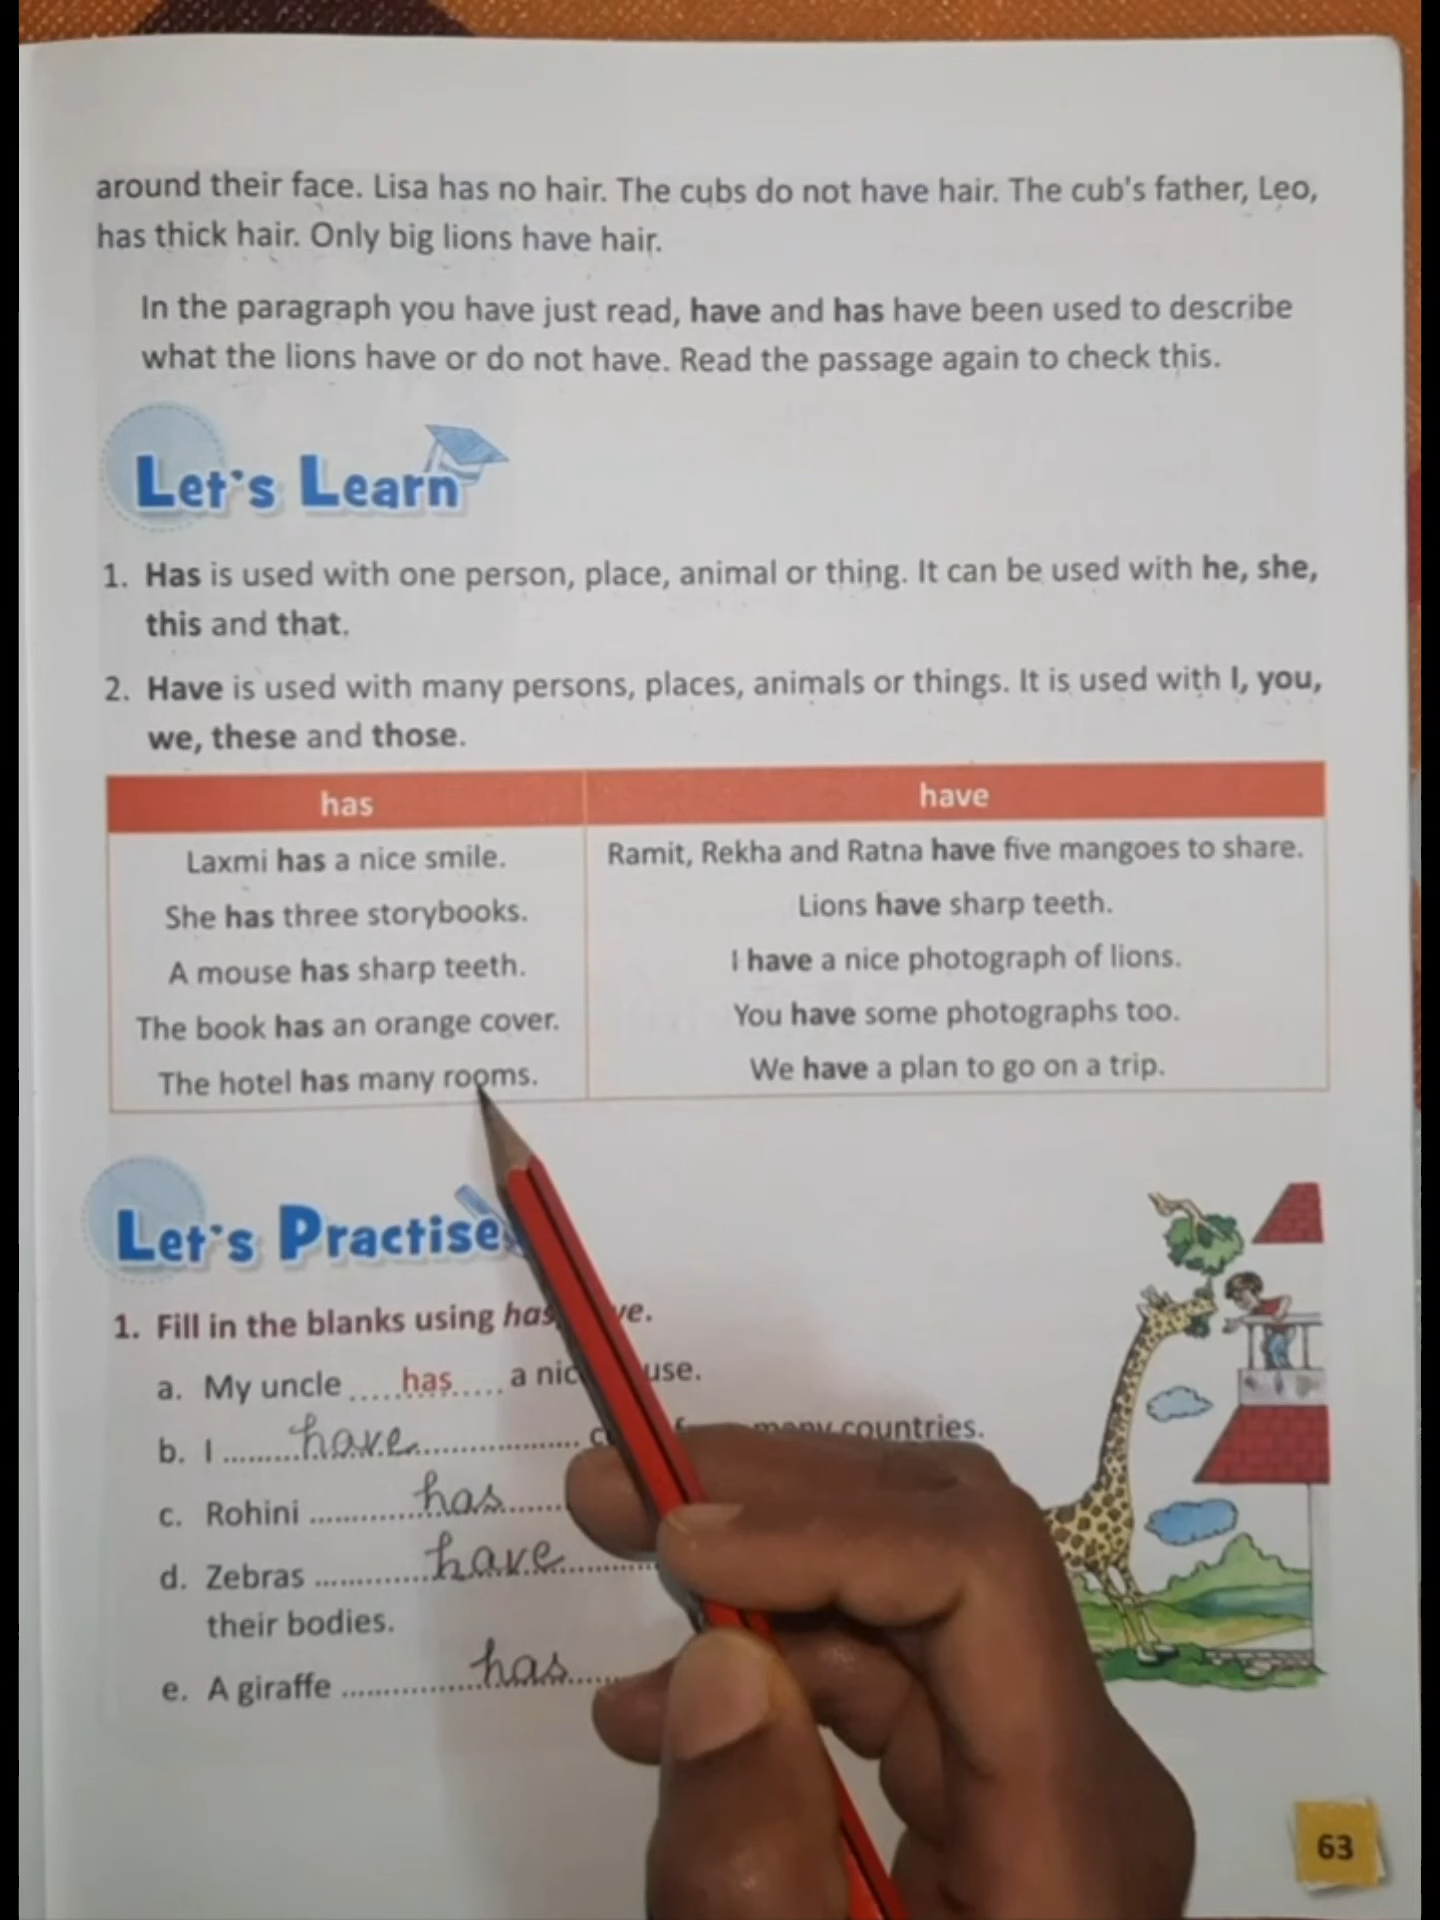 around their face. Lisa has no hair. The cubs do not have hair. The cub's father, Leo,
has thick hair. Only big lions have hair.
In the paragraph you have just read, have and has have been used to describe
what the lions have or do not have. Read the passage again to check this.
Let's Learn
1. Has is used with one person, place, animal or thing. It can be used with he, she,
this and that.
2. Have is used with many persons, places, animals or things. It is used with I, you,
we, these and those.
has have
Laxmi has a nice smile. Ramit, Rekha and Ratna have five mangoes to share.
She has three storybooks. Lions have sharp teeth.
A mouse has sharp teeth. I have a nice photograph of lions.
The book has an orange cover. You have some photographs too.
The hotel has many rooms. We have a plan to go on a trip.
Let's Practise
1. Fill in the blanks using has
a. My uncle .....has..... a
b. I ........have................ many countries.
c. Rohini ............has......
d. Zebras ............have.........
their bodies.
e. A giraffe ..............has.....
63